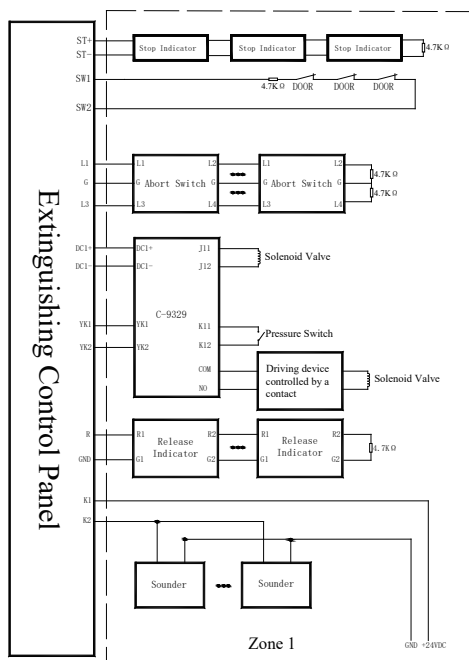 Extinguishing Control Panel
ST+
ST-
Stop Indicator
Stop Indicator
Stop Indicator
4.7KΩ
SW1
4.7KΩ
DOOR
DOOR
DOOR
SW2
L1
L1
L2
L1
L2
4.7KΩ
G
G
Abort Switch
G
G
Abort Switch
G
4.7KΩ
L3
L3
L4
L3
L4
DC1+
DC1+
J11
Solenoid Valve
DC1-
DC1-
J12
C-9329
YK1
YK1
K11
Pressure Switch
YK2
YK2
K12
COM
Driving device
controlled by a
contact
Solenoid Valve
NO
R
R1
R2
R1
R2
Release
Indicator
Release
Indicator
4.7KΩ
GND
G1
G2
G1
G2
K1
K2
Sounder
Sounder
Zone 1
GND
+24VDC